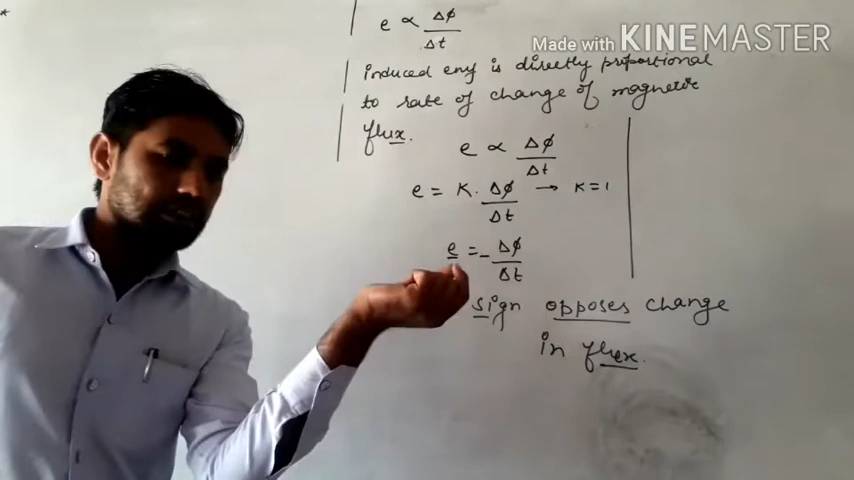 e ∝ Δϕ/Δt
Made with KINEMASTER
induced emf is directly proportional
to rate of change of magnetic
flux.
e ∝ Δϕ/Δt
e = K. Δϕ/Δt → K=1
e = - Δϕ/Δt
sign opposes change
in flux.